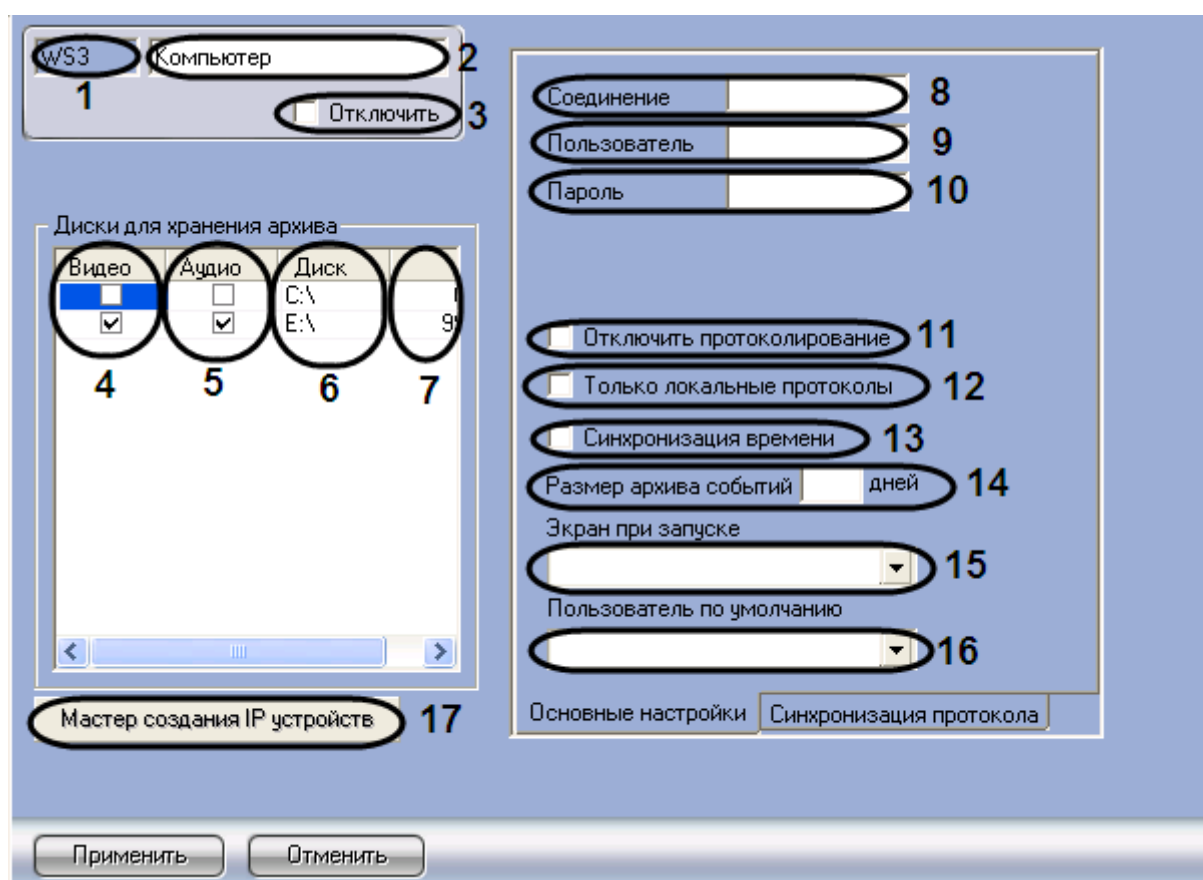 WS3 Компьютер 2
1
Отключить 3
Диски для хранения архива
Видео Аудио Диск
C:\
E:\
4 5 6 7
Мастер создания IP устройств 17
Соединение 8
Пользователь 9
Пароль 10
Отключить протоколирование 11
Только локальные протоколы 12
Синхронизация времени 13
Размер архива событий дней 14
Экран при запуске
15
Пользователь по умолчанию
16
Основные настройки Синхронизация протокола
Применить Отменить